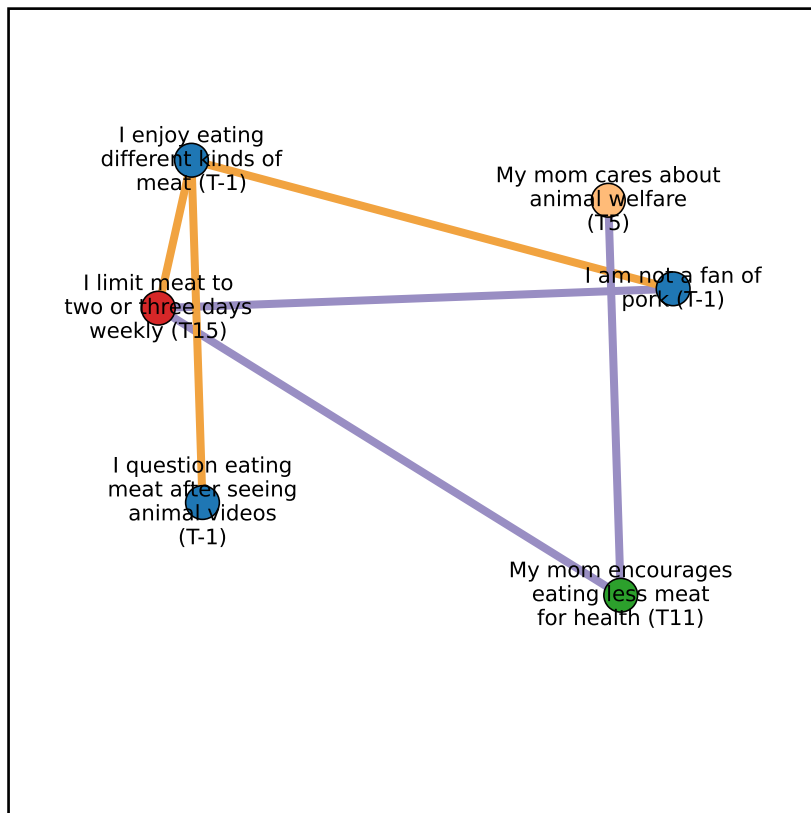 I enjoy eating
different kinds of
meat (T-1)
My mom cares about
animal welfare
(T5)
I am not a fan of
pork (T-1)
I limit meat to
two or three days
weekly (T15)
I question eating
meat after seeing
animal videos
(T-1)
My mom encourages
eating less meat
for health (T11)